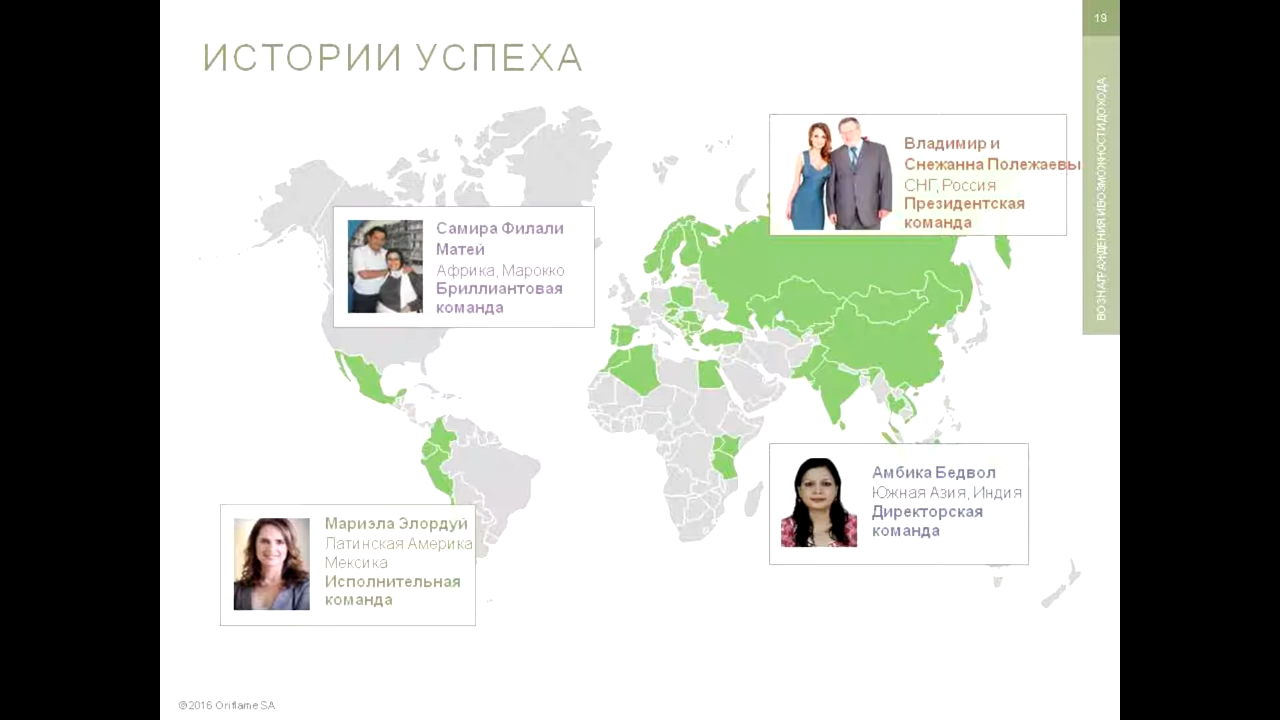 19
ИСТОРИИ УСПЕХА
ВОЗНАГРАЖДЕНИЯ И ВОЗМОЖНОСТИ ДОХОДА
Владимир и
Снежанна Полежаевы
СНГ, Россия
Президентская
команда
Самира Филали
Матей
Африка, Марокко
Бриллиантовая
команда
Амбика Бедвол
Южная Азия, Индия
Директорская
команда
Мариэла Элордуй
Латинская Америка
Мексика
Исполнительная
команда
©2016 Oriflame SA